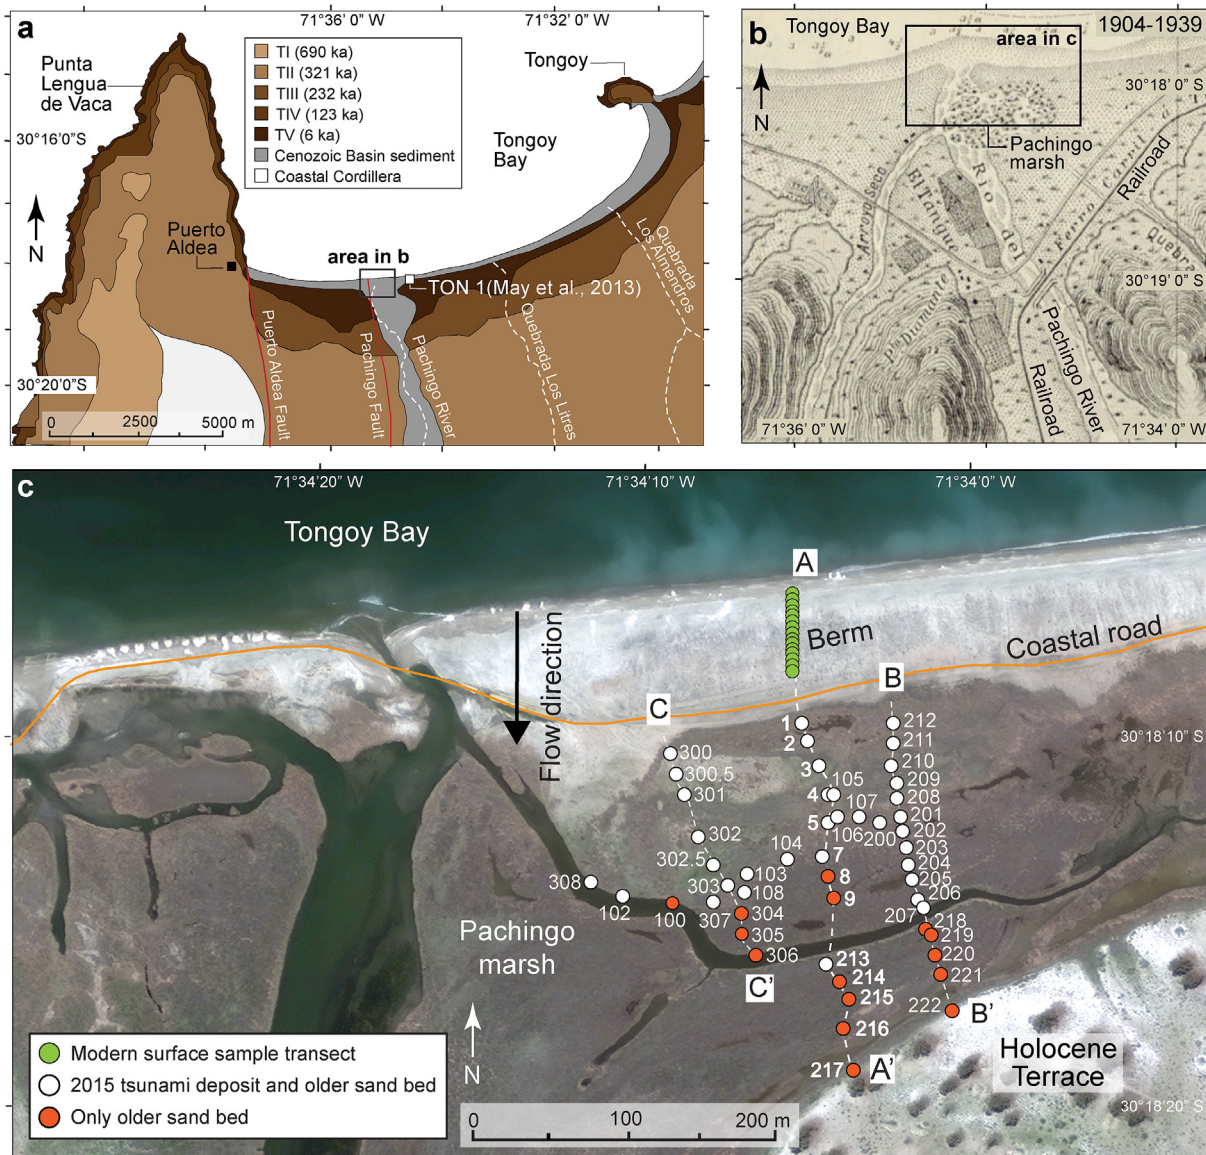 a
71°36' 0" W
71°32' 0" W
Punta
Lengua
de Vaca
30°16'0"S
TI (690 ka)
TII (321 ka)
TIII (232 ka)
TIV (123 ka)
TV (6 ka)
Cenozoic Basin sediment
Coastal Cordillera
Tongoy
Tongoy
Bay
N
Puerto
Aldea
area in b
TON 1(May et al., 2013)
Quebrada
Los Almendros
Puerto Aldea Fault
Pachingo Fault
Pachingo River
Quebrada Los Litres
30°20'0"S
0 2500 5000 m
b
Tongoy Bay
1904-1939
area in c
30°18' 0" S
N
Pachingo
marsh
Arroyo Seco
El Tanque
Rio
del
Ferro
Carril
Railroad
Quebra
30°19' 0" S
Pta Diamante
Railroad
Pachingo River
71°36' 0" W
71°34' 0" W
c
71°34'20" W
71°34'10" W
71°34'0" W
Tongoy Bay
A
Berm
Coastal road
Flow direction
C
B
30°18'10" S
1
2
3
4
5
7
8
9
105
107
106
200
104
103
108
212
211
210
209
208
201
202
203
204
205
206
207
218
219
220
221
222
300
300.5
301
302
302.5
303
304
305
306
307
308
102
100
213
214
215
216
217
Pachingo
marsh
C'
B'
A'
N
Holocene
Terrace
Modern surface sample transect
2015 tsunami deposit and older sand bed
Only older sand bed
0 100 200 m
30°18'20" S